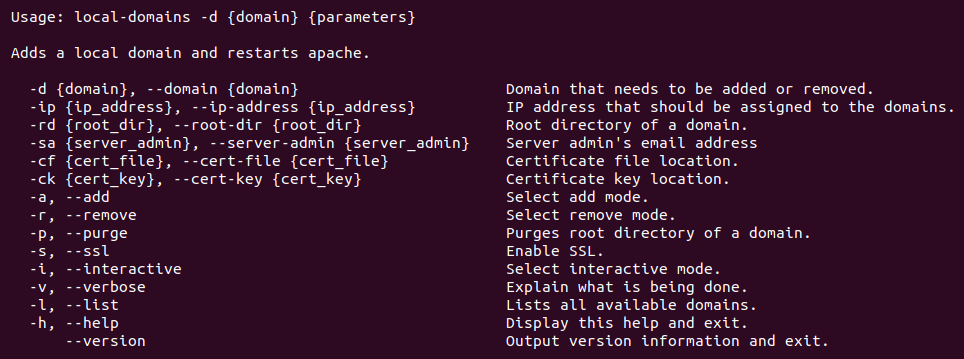 Usage: local-domains -d {domain} {parameters}
Adds a local domain and restarts apache.
-d {domain}, --domain {domain} Domain that needs to be added or removed.
-ip {ip_address}, --ip-address {ip_address} IP address that should be assigned to the domains.
-rd {root_dir}, --root-dir {root_dir} Root directory of a domain.
-sa {server_admin}, --server-admin {server_admin} Server admin's email address
-cf {cert_file}, --cert-file {cert_file} Certificate file location.
-ck {cert_key}, --cert-key {cert_key} Certificate key location.
-a, --add Select add mode.
-r, --remove Select remove mode.
-p, --purge Purges root directory of a domain.
-s, --ssl Enable SSL.
-i, --interactive Select interactive mode.
-v, --verbose Explain what is being done.
-l, --list Lists all available domains.
-h, --help Display this help and exit.
--version Output version information and exit.